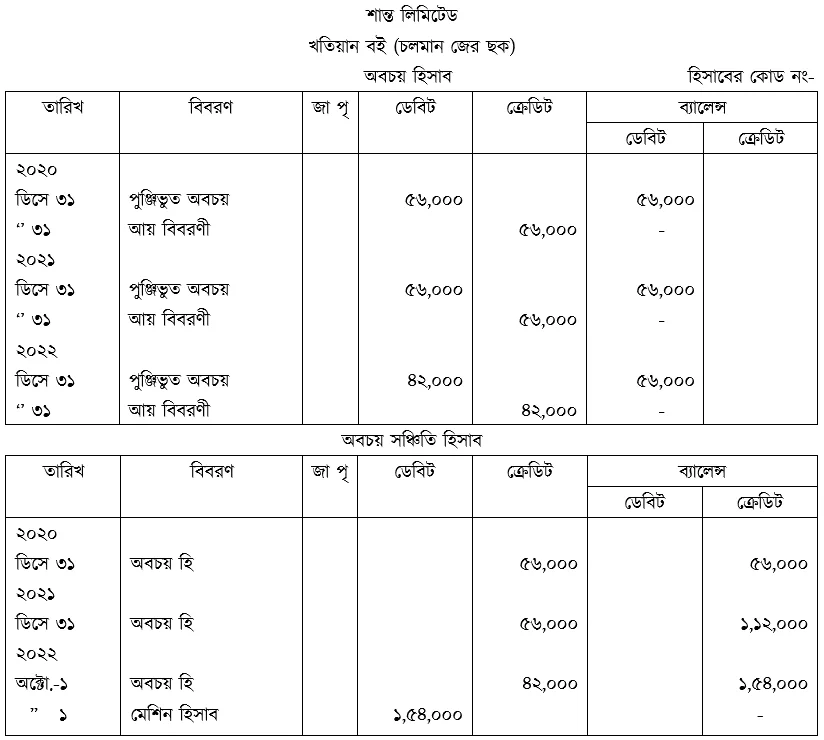 শান্ত লিমিটেড
খতিয়ান বই (চলমান জের ছক)
অবচয় হিসাব হিসাবের কোড নং-
তারিখ বিবরণ জা পৃ ডেবিট ক্রেডিট ব্যালেন্স
ডেবিট ক্রেডিট
২০২০
ডিসে ৩১ পুঞ্জিভুত অবচয় ৫৬,০০০ ৫৬,০০০
‘’ ৩১ আয় বিবরণী ৫৬,০০০ -
২০২১
ডিসে ৩১ পুঞ্জিভুত অবচয় ৫৬,০০০ ৫৬,০০০
‘’ ৩১ আয় বিবরণী ৫৬,০০০ -
২০২২
ডিসে ৩১ পুঞ্জিভুত অবচয় ৪২,০০০ ৫৬,০০০
‘’ ৩১ আয় বিবরণী ৪২,০০০ -
অবচয় সঞ্চিতি হিসাব
তারিখ বিবরণ জা পৃ ডেবিট ক্রেডিট ব্যালেন্স
ডেবিট ক্রেডিট
২০২০
ডিসে ৩১ অবচয় হি ৫৬,০০০ ৫৬,০০০
২০২১
ডিসে ৩১ অবচয় হি ৫৬,০০০ ১,১২,০০০
২০২২
অক্টো.-১ অবচয় হি ৪২,০০০ ১,৫৪,০০০
” ১ মেশিন হিসাব ১,৫৪,০০০ -